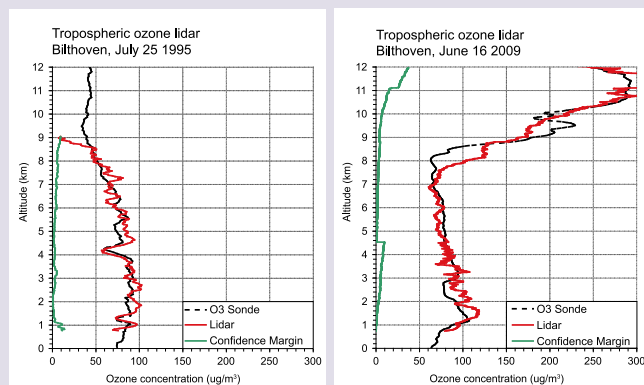 Tropospheric ozone lidar
Bilthoven, July 25 1995
12
11
10
9
8
7
6
5
4
3
2
1
0
Altitude (km)
O3 Sonde
Lidar
Confidence Margin
0 50 100 150 200 250 300
Ozone concentration (ug/m³)
Tropospheric ozone lidar
Bilthoven, June 16 2009
12
11
10
9
8
7
6
5
4
3
2
1
0
Altitude (km)
O3 Sonde
Lidar
Confidence Margin
0 50 100 150 200 250 300
Ozone concentration (ug/m³)